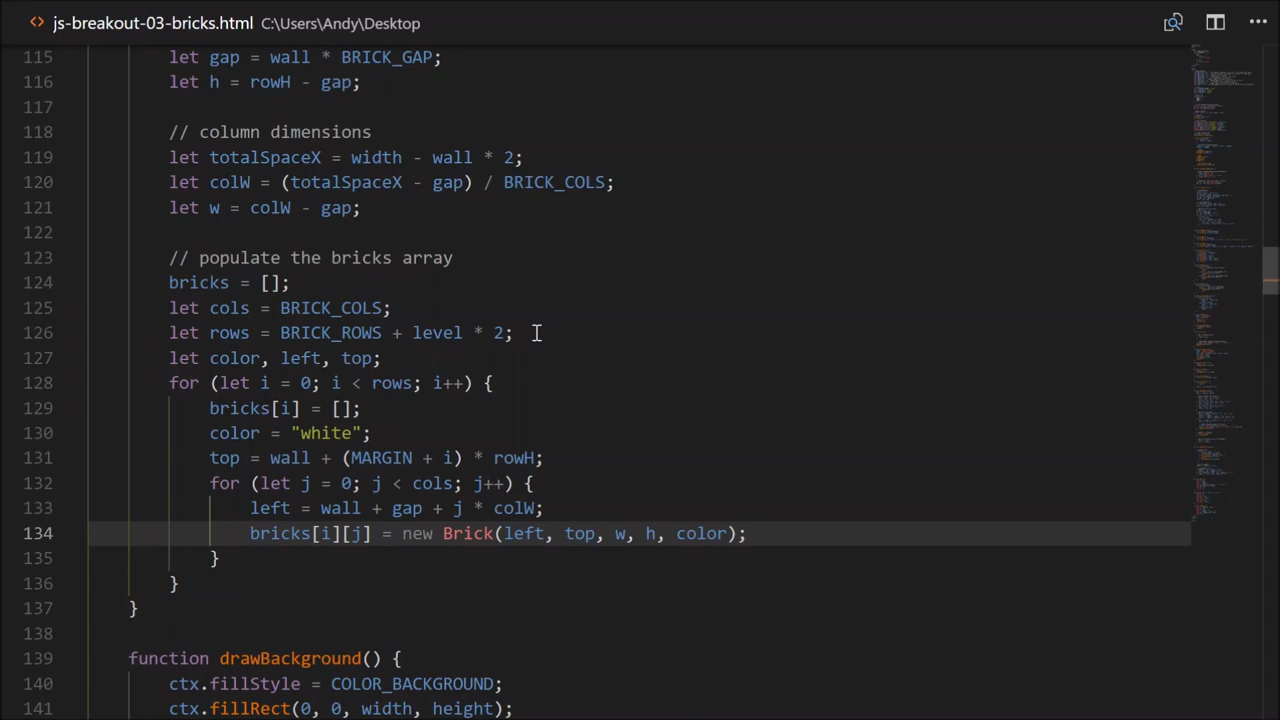 <> js-breakout-03-bricks.html C:\Users\Andy\Desktop
115 let gap = wall * BRICK_GAP;
116 let h = rowH - gap;
117
118 // column dimensions
119 let totalSpaceX = width - wall * 2;
120 let colW = (totalSpaceX - gap) / BRICK_COLS;
121 let w = colW - gap;
122
123 // populate the bricks array
124 bricks = [];
125 let cols = BRICK_COLS;
126 let rows = BRICK_ROWS + level * 2;
127 let color, left, top;
128 for (let i = 0; i < rows; i++) {
129 bricks[i] = [];
130 color = "white";
131 top = wall + (MARGIN + i) * rowH;
132 for (let j = 0; j < cols; j++) {
133 left = wall + gap + j * colW;
134 bricks[i][j] = new Brick(left, top, w, h, color);
135 }
136 }
137 }
138
139 function drawBackground() {
140 ctx.fillStyle = COLOR_BACKGROUND;
141 ctx.fillRect(0, 0, width, height);